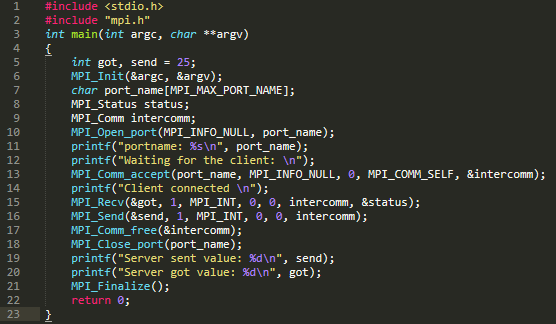 1 #include <stdio.h>
2 #include "mpi.h"
3 int main(int argc, char **argv)
4 {
5     int got, send = 25;
6     MPI_Init(&argc, &argv);
7     char port_name[MPI_MAX_PORT_NAME];
8     MPI_Status status;
9     MPI_Comm intercomm;
10     MPI_Open_port(MPI_INFO_NULL, port_name);
11     printf("portname: %s\n", port_name);
12     printf("Waiting for the client: \n");
13     MPI_Comm_accept(port_name, MPI_INFO_NULL, 0, MPI_COMM_SELF, &intercomm);
14     printf("Client connected \n");
15     MPI_Recv(&got, 1, MPI_INT, 0, 0, intercomm, &status);
16     MPI_Send(&send, 1, MPI_INT, 0, 0, intercomm);
17     MPI_Comm_free(&intercomm);
18     MPI_Close_port(port_name);
19     printf("Server sent value: %d\n", send);
20     printf("Server got value: %d\n", got);
21     MPI_Finalize();
22     return 0;
23 }